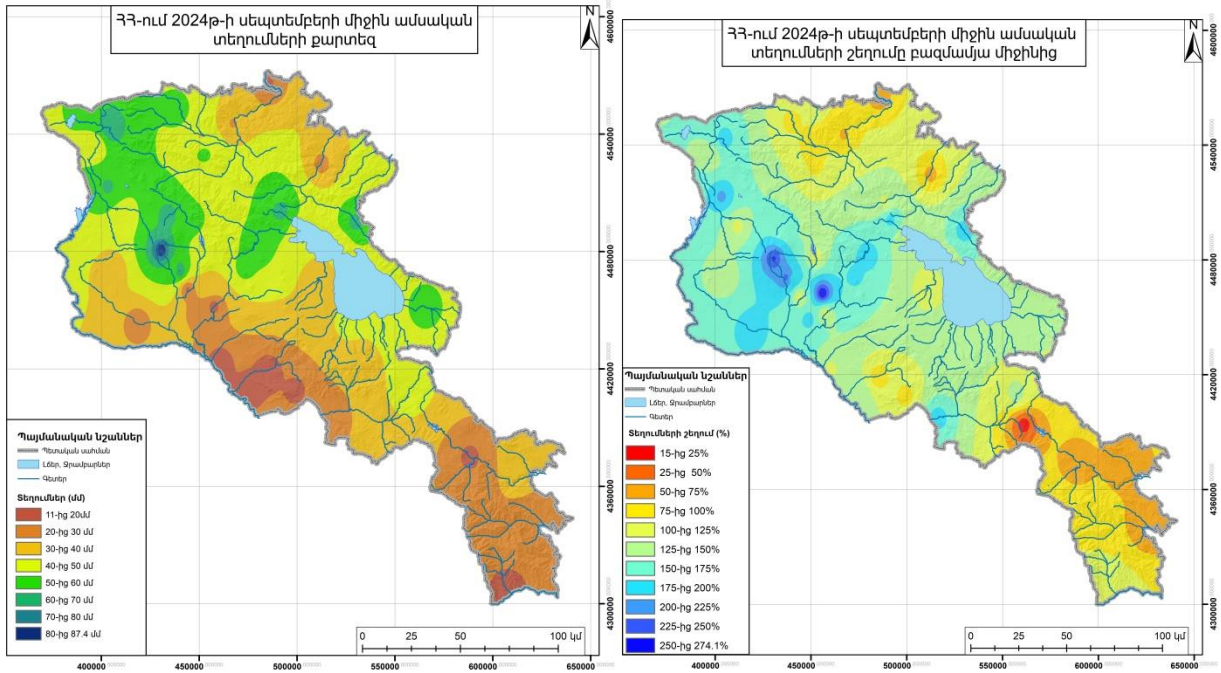 ՀՀ-ում 2024թ-ի սեպտեմբերի միջին ամսական
տեղումների քարտեզ
N
4600000
4540000
4480000
4420000
4360000
4300000
Պայմանական նշաններ
Պետական սահման
Լճեր, Ջրամբարներ
Գետեր
Տեղումներ (մմ)
11-ից 20մմ
20-ից 30 մմ
30-ից 40 մմ
40-ից 50 մմ
50-ից 60 մմ
60-ից 70 մմ
70-ից 80 մմ
80-ից 87.4 մմ
0 25 50 100 կմ
400000 450000 500000 550000 600000 650000
ՀՀ-ում 2024թ-ի սեպտեմբերի միջին ամսական
տեղումների շեղումը բազմամյա միջինից
N
4600000
4540000
4480000
4420000
4360000
4300000
Պայմանական նշաններ
Պետական սահման
Լճեր, Ջրամբարներ
Գետեր
Տեղումների շեղում (%)
15-ից 25%
25-ից 50%
50-ից 75%
75-ից 100%
100-ից 125%
125-ից 150%
150-ից 175%
175-ից 200%
200-ից 225%
225-ից 250%
250-ից 274.1%
0 25 50 100 կմ
400000 450000 500000 550000 600000 650000